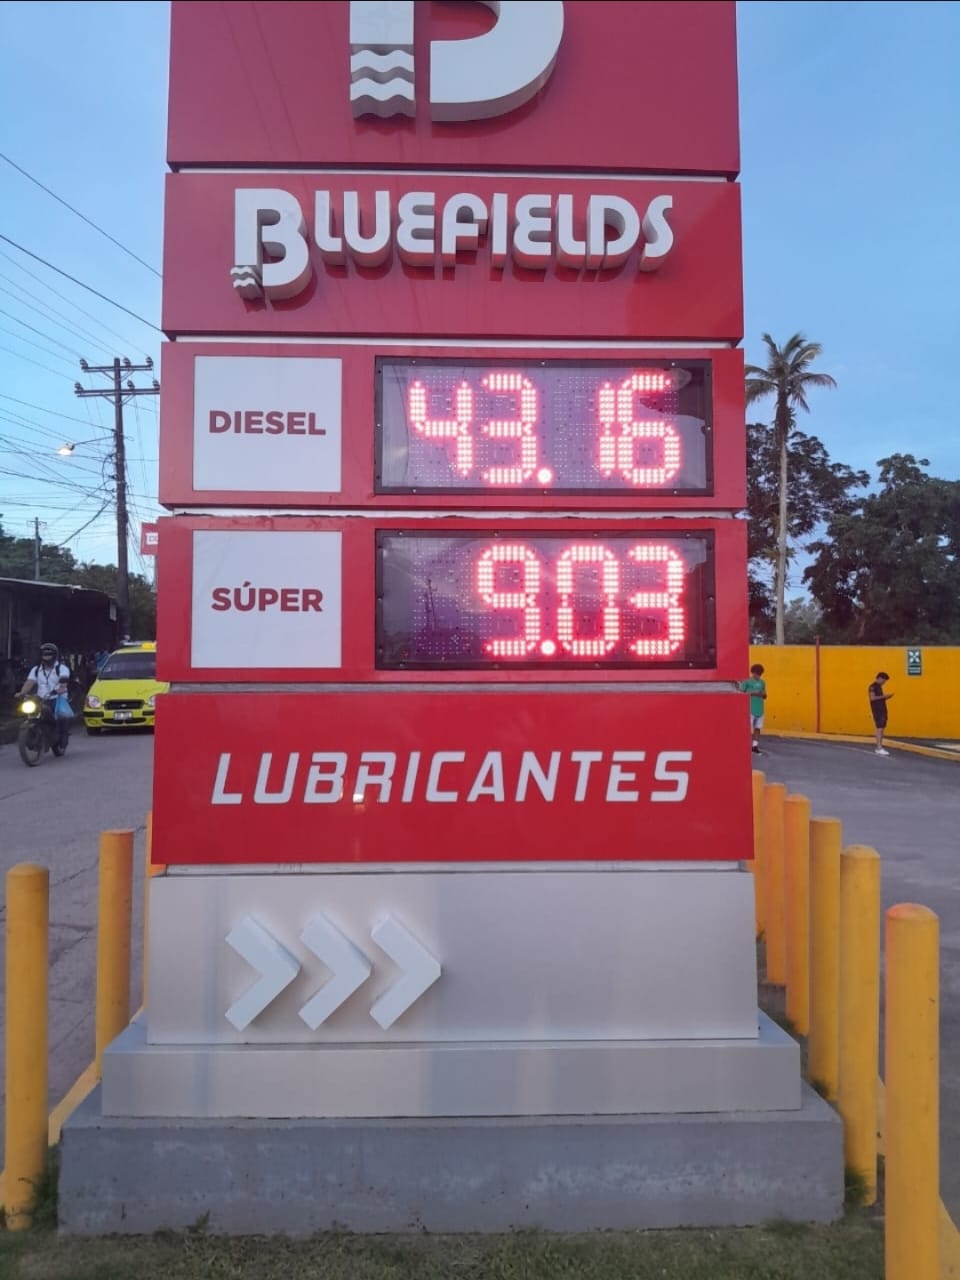 B
BLUEFIELDS
DIESEL
43.16
SÚPER
9.03
LUBRICANTES